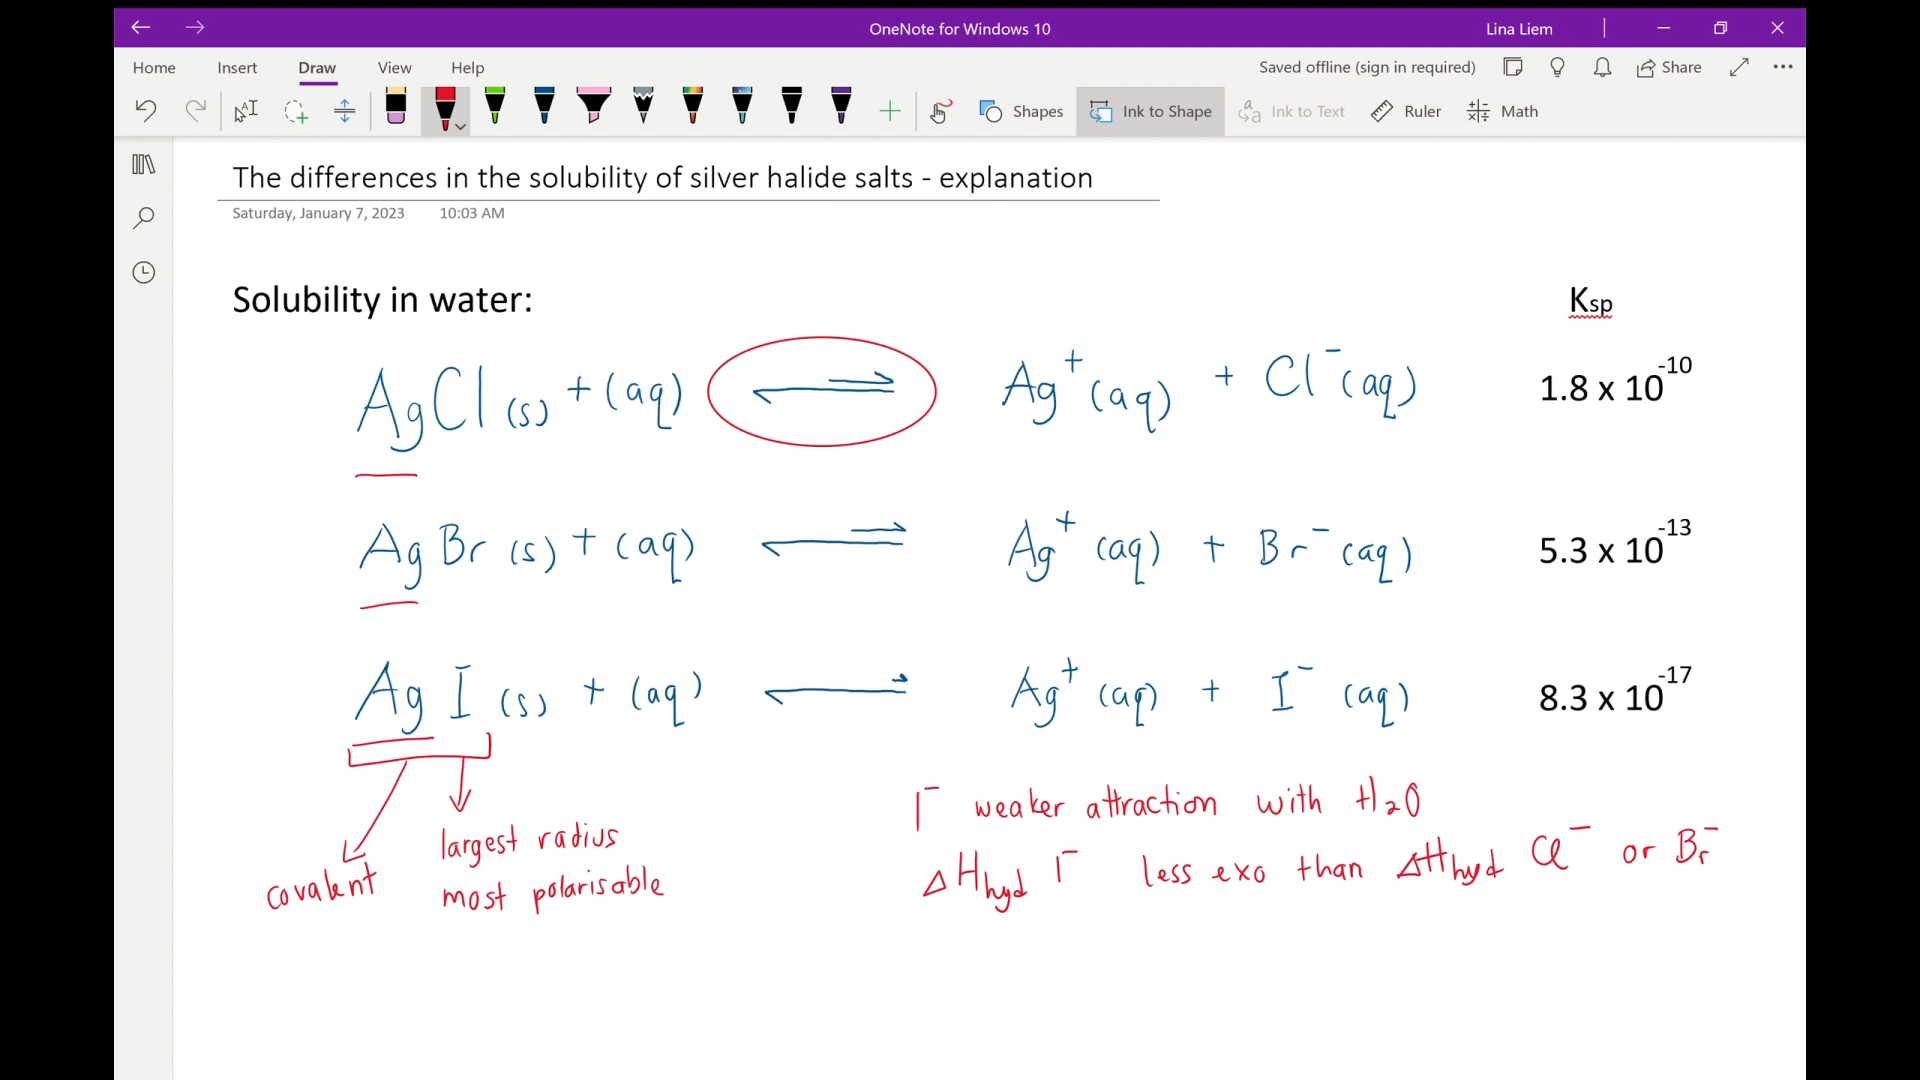 OneNote for Windows 10
Lina Liem
Home Insert Draw View Help
Saved offline (sign in required) Share
Shapes Ink to Shape Ink to Text Ruler Math
The differences in the solubility of silver halide salts - explanation
Saturday, January 7, 2023 10:03 AM
Solubility in water: Ksp
AgCl (s) + (aq) ⇌ Ag⁺ (aq) + Cl⁻ (aq) 1.8 x 10⁻¹⁰
AgBr (s) + (aq) ⇌ Ag⁺ (aq) + Br⁻ (aq) 5.3 x 10⁻¹³
AgI (s) + (aq) ⇌ Ag⁺ (aq) + I⁻ (aq) 8.3 x 10⁻¹⁷
covalent
largest radius
most polarisable
I⁻ weaker attraction with H₂O
ΔHhyd I⁻ less exo than ΔHhyd Cl⁻ or Br⁻